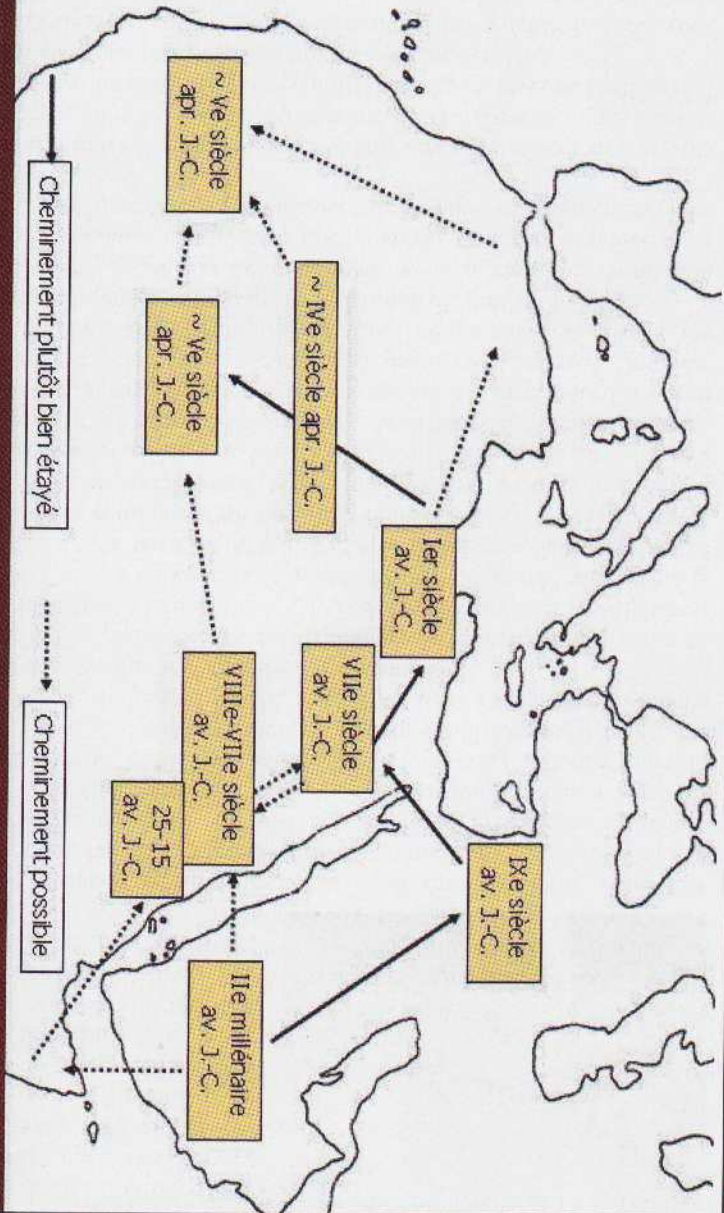 IXe siècle
av. J.-C.
Ier siècle
av. J.-C.
VIIe siècle
av. J.-C.
~ IVe siècle apr. J.-C.
IIe millénaire
av. J.-C.
VIIIe-VIIe siècle
av. J.-C.
~ Ve siècle
apr. J.-C.
~ Ve siècle
apr. J.-C.
25-15
av. J.-C.
Cheminement plutôt bien étayé
Cheminement possible